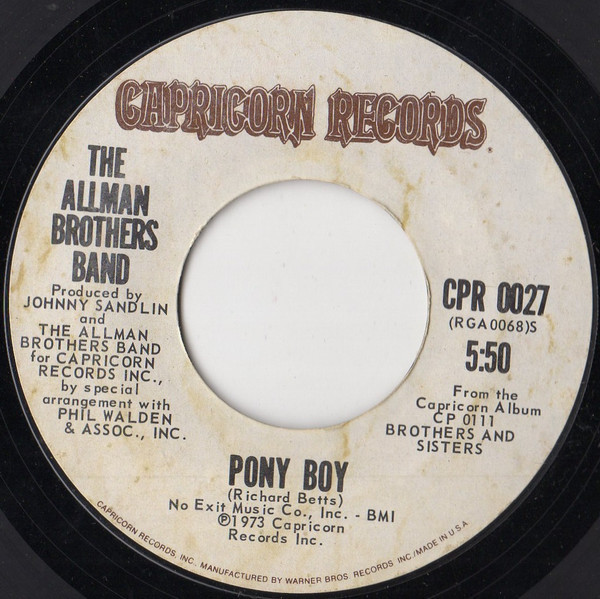 CAPRICORN RECORDS
THE
ALLMAN
BROTHERS
BAND
Produced by
JOHNNY SANDLIN
and
THE ALLMAN
BROTHERS BAND
for CAPRICORN
RECORDS INC.,
by special
arrangement with
PHIL WALDEN
& ASSOC., INC.
CPR 0027
(RGA0068)S
5:50
From the
Capricorn Album
CP 0111
BROTHERS AND
SISTERS
PONY BOY
(Richard Betts)
No Exit Music Co., Inc. - BMI
℗1973 Capricorn
Records Inc.
CAPRICORN RECORDS, INC. MANUFACTURED BY WARNER BROS. RECORDS INC./MADE IN U.S.A.